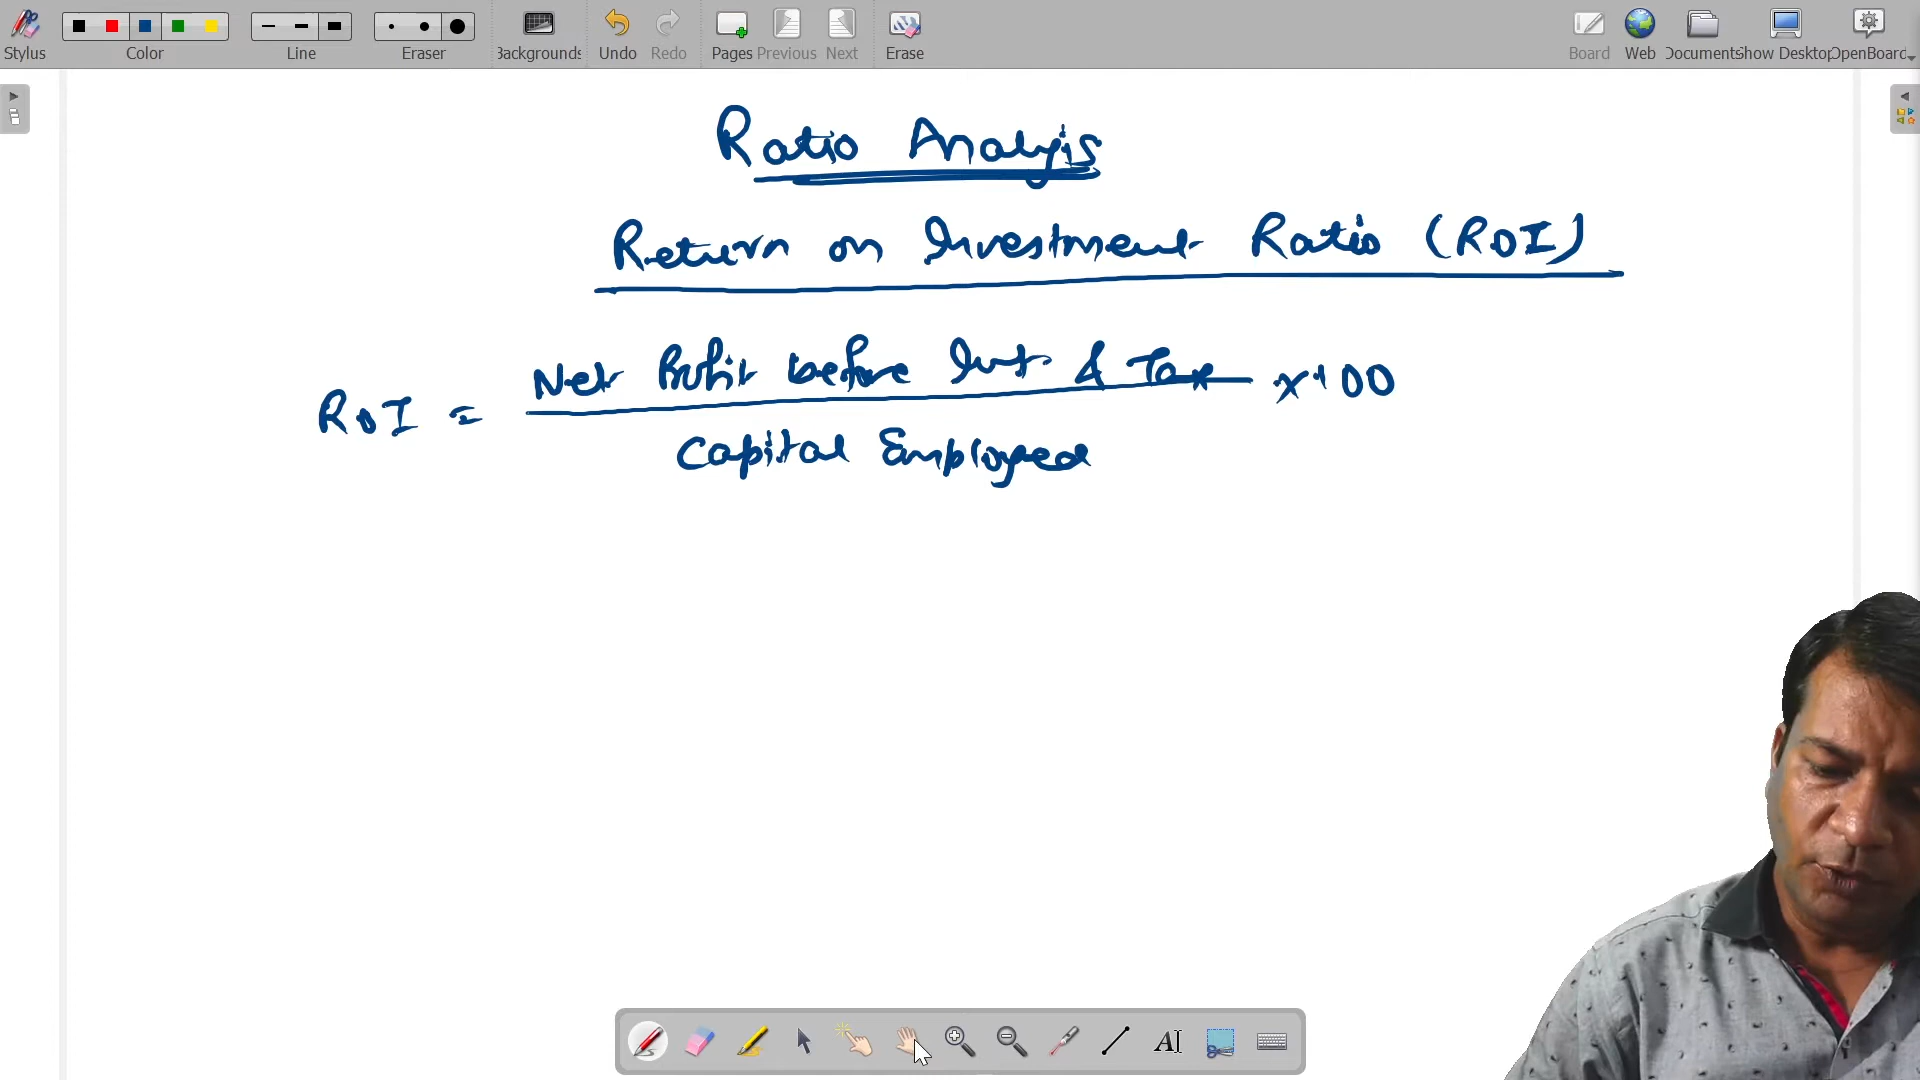 Stylus Color Line Eraser Backgrounds Undo Redo Pages Previous Next Erase Board Web Documents Show Desktop OpenBoard
Ratio Analysis
Return on Investment Ratio (ROI)
ROI = Net Profit before Int & Tax x100
Capital Employed